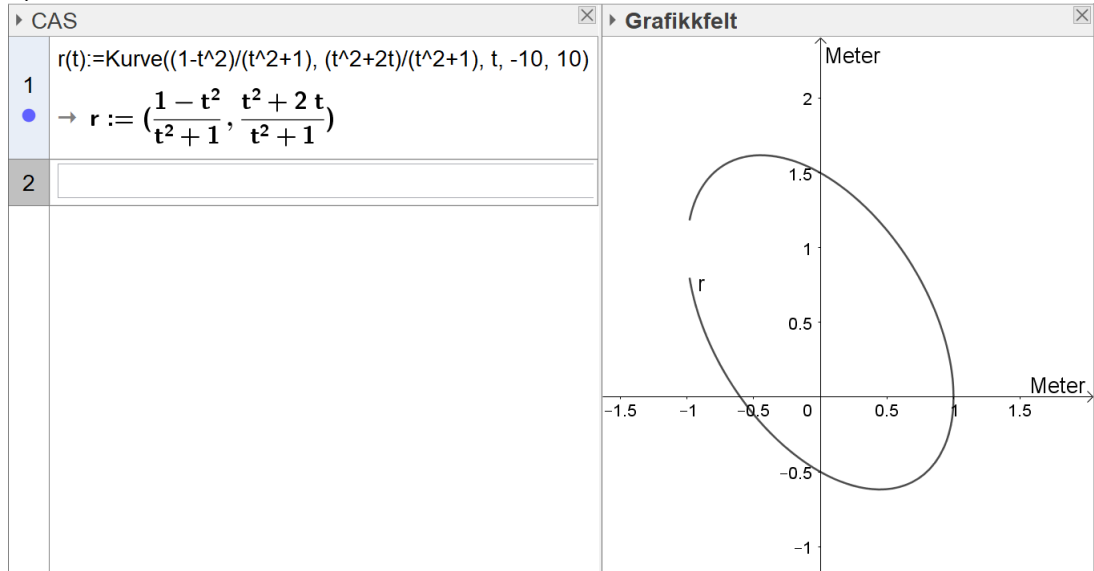 CAS
1
r(t):=Kurve((1-t^2)/(t^2+1), (t^2+2t)/(t^2+1), t, -10, 10)
→ r := (\frac{1 − t²}{t² + 1}, \frac{t² + 2 t}{t² + 1})
2
Grafikkfelt
Meter
2
1.5
1
r
0.5
Meter
−1.5 −1 −0.5 0 0.5 1 1.5
−0.5
−1